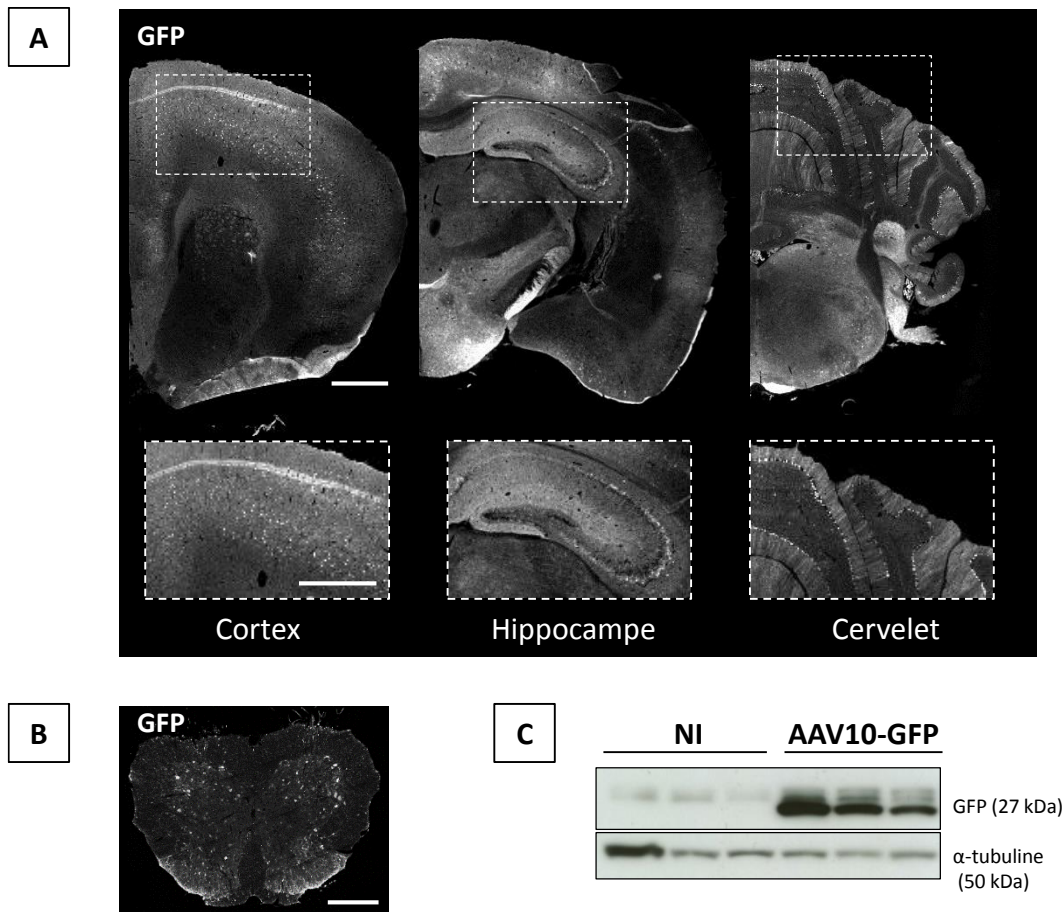 A
GFP
Cortex
Hippocampe
Cervelet
B
GFP
C
NI
AAV10-GFP
GFP (27 kDa)
α-tubuline
(50 kDa)